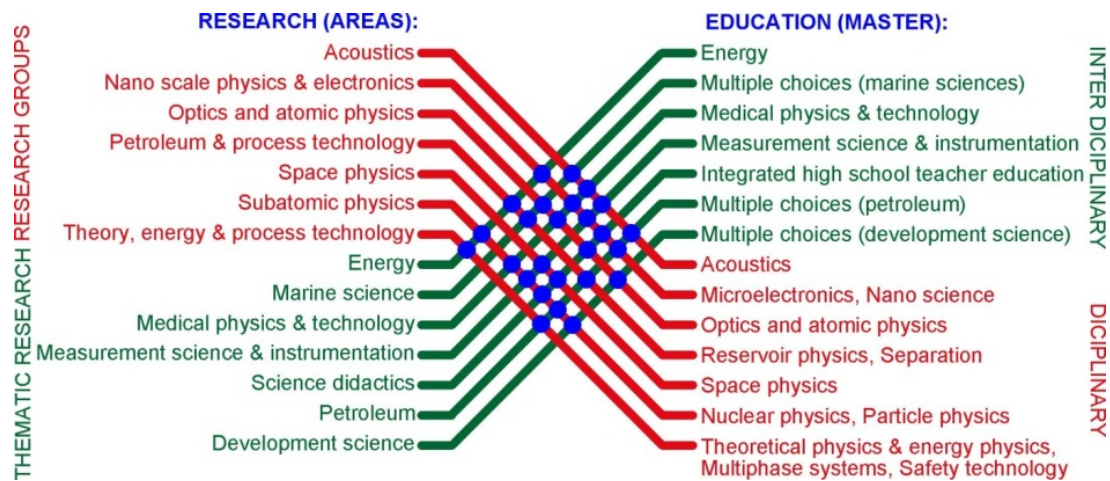 RESEARCH (AREAS):
Acoustics
Nano scale physics & electronics
Optics and atomic physics
Petroleum & process technology
Space physics
Subatomic physics
Theory, energy & process technology
Energy
Marine science
Medical physics & technology
Measurement science & instrumentation
Science didactics
Petroleum
Development science
THEMATIC RESEARCH RESEARCH GROUPS
EDUCATION (MASTER):
Energy
Multiple choices (marine sciences)
Medical physics & technology
Measurement science & instrumentation
Integrated high school teacher education
Multiple choices (petroleum)
Multiple choices (development science)
Acoustics
Microelectronics, Nano science
Optics and atomic physics
Reservoir physics, Separation
Space physics
Nuclear physics, Particle physics
Theoretical physics & energy physics,
Multiphase systems, Safety technology
INTER DICIPLINARY
DICIPLINARY